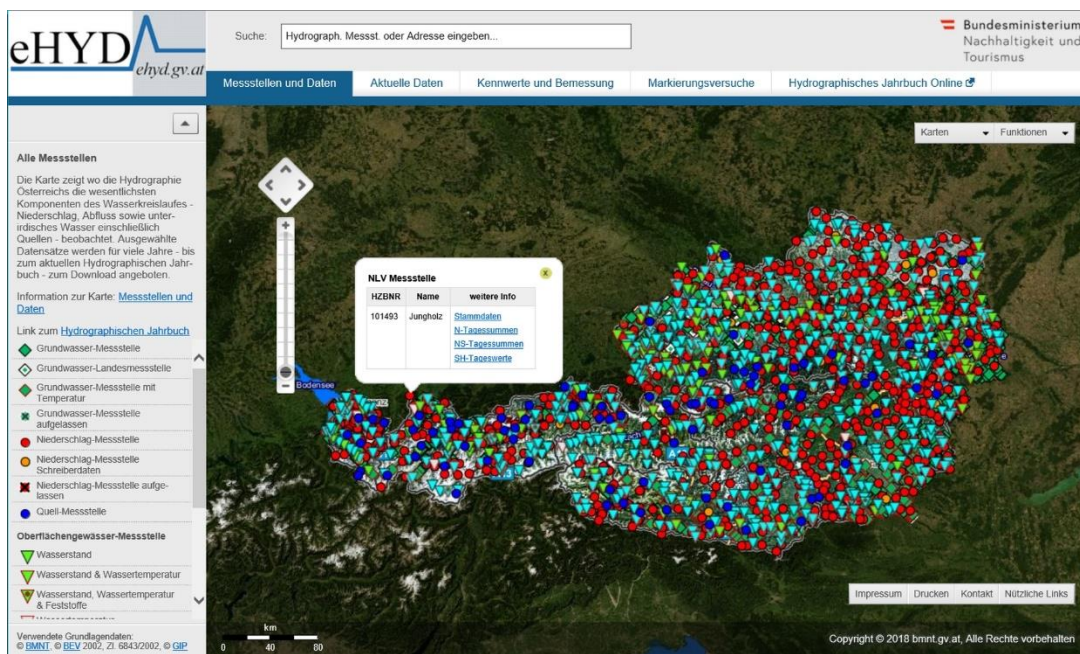 eHYD
ehyd.gv.at
Suche:
Hydrograph. Messst. oder Adresse eingeben...
Bundesministerium
Nachhaltigkeit und
Tourismus
Messstellen und Daten
Aktuelle Daten
Kennwerte und Bemessung
Markierungsversuche
Hydrographisches Jahrbuch Online
Karten
Funktionen
Alle Messstellen
Die Karte zeigt wo die Hydrographie
Österreichs die wesentlichsten
Komponenten des Wasserkreislaufes -
Niederschlag, Abfluss sowie unter-
irdisches Wasser einschließlich
Quellen - beobachtet. Ausgewählte
Datensätze werden für viele Jahre - bis
zum aktuellen Hydrographischen Jahr-
buch - zum Download angeboten.
Information zur Karte: Messstellen und
Daten
Link zum Hydrographischen Jahrbuch
Grundwasser-Messstelle
Grundwasser-Landesmessstelle
Grundwasser-Messstelle mit
Temperatur
Grundwasser-Messstelle
aufgelassen
Niederschlag-Messstelle
Niederschlag-Messstelle
Schreiberdaten
Niederschlag-Messstelle aufge-
lassen
Quell-Messstelle
Oberflächengewässer-Messstelle
Wasserstand
Wasserstand & Wassertemperatur
Wasserstand, Wassertemperatur
& Feststoffe
Wassertemperatur
Verwendete Grundlagendaten:
© BMNT, © BEV 2002, Zl. 6843/2002, © GIP
NLV Messstelle
x
HZBNR Name weitere Info
101493 Jungholz Stammdaten
N-Tagessummen
NS-Tagessummen
SH-Tageswerte
+
−
Bodensee
km
0 40 80
Impressum
Drucken
Kontakt
Nützliche Links
Copyright © 2018 bmnt.gv.at, Alle Rechte vorbehalten